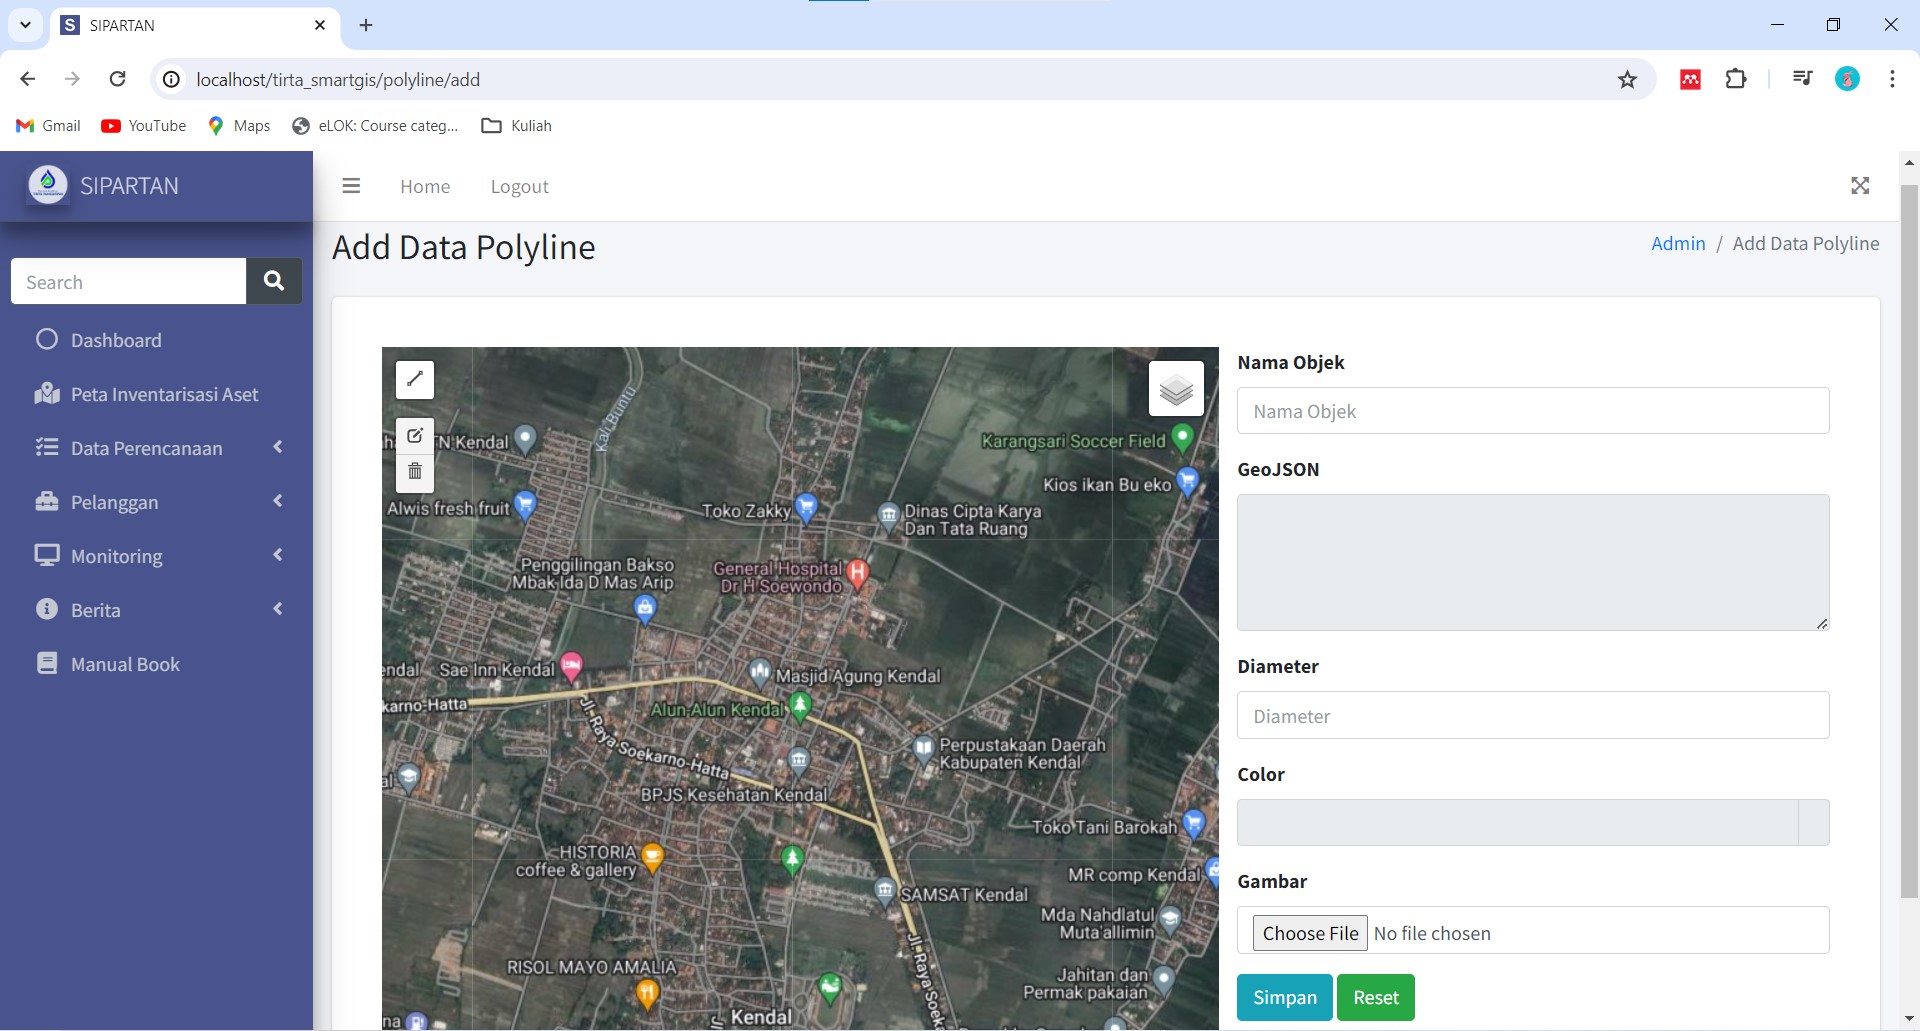 SIPARTAN
localhost/tirta_smartgis/polyline/add
Gmail
YouTube
Maps
eLOK: Course categ...
Kuliah
SIPARTAN
Home
Logout
Add Data Polyline
Admin / Add Data Polyline
Search
Dashboard
Peta Inventarisasi Aset
Data Perencanaan
Pelanggan
Monitoring
Berita
Manual Book
Kali Buntu
TN Kendal
Karangsari Soccer Field
Kios ikan Bu eko
Alwis fresh fruit
Toko Zakky
Dinas Cipta Karya
Dan Tata Ruang
Penggilingan Bakso
Mbak Ida D Mas Arip
General Hospital
Dr H Soewondo
H
endal
Sae Inn Kendal
Masjid Agung Kendal
karno-Hatta
Alun-Alun Kendal
Jl. Raya Soekarno-Hatta
Perpustakaan Daerah
Kabupaten Kendal
al
BPJS Kesehatan Kendal
Toko Tani Barokah
HISTORIA
coffee & gallery
MR comp Kendal
SAMSAT Kendal
Mda Nahdlatul
Muta'allimin
Jl. Raya Soek
RISOL MAYO AMALIA
Jahitan dan
Permak pakaian
na
Kendal
Nama Objek
Nama Objek
GeoJSON
Diameter
Diameter
Color
Gambar
Choose File No file chosen
Simpan
Reset